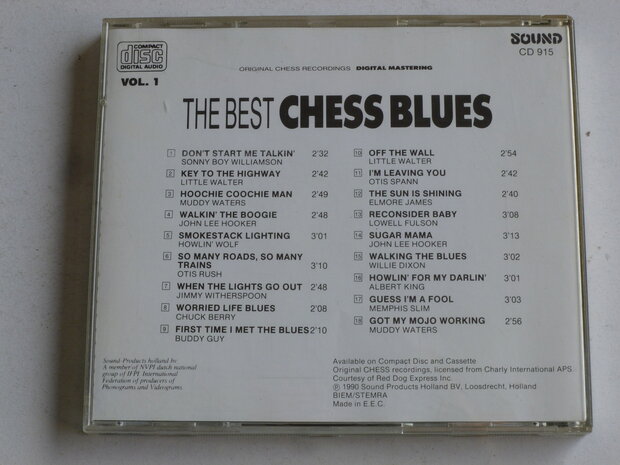 COMPACT
disc
DIGITAL AUDIO
VOL. 1
ORIGINAL CHESS RECORDINGS DIGITAL MASTERING
SOUND
CD 915
THE BEST CHESS BLUES
1 DON'T START ME TALKIN' 2'32
SONNY BOY WILLIAMSON
2 KEY TO THE HIGHWAY 2'42
LITTLE WALTER
3 HOOCHIE COOCHIE MAN 2'49
MUDDY WATERS
4 WALKIN' THE BOOGIE 2'48
JOHN LEE HOOKER
5 SMOKESTACK LIGHTING 3'01
HOWLIN' WOLF
6 SO MANY ROADS, SO MANY
TRAINS 3'10
OTIS RUSH
7 WHEN THE LIGHTS GO OUT 2'48
JIMMY WITHERSPOON
8 WORRIED LIFE BLUES 2'08
CHUCK BERRY
9 FIRST TIME I MET THE BLUES 2'10
BUDDY GUY
10 OFF THE WALL 2'54
LITTLE WALTER
11 I'M LEAVING YOU 2'42
OTIS SPANN
12 THE SUN IS SHINING 2'40
ELMORE JAMES
13 RECONSIDER BABY 3'08
LOWELL FULSON
14 SUGAR MAMA 3'13
JOHN LEE HOOKER
15 WALKING THE BLUES 3'02
WILLIE DIXON
16 HOWLIN' FOR MY DARLIN' 3'01
ALBERT KING
17 GUESS I'M A FOOL 3'03
MEMPHIS SLIM
18 GOT MY MOJO WORKING 2'56
MUDDY WATERS
Sound-Products holland bv.
A member of NVPI dutch national
group of IFPI International
Federation of producers of
Phonograms and Videograms
Available on Compact Disc and Cassette
Original CHESS recordings, licensed from Charly International APS.
Courtesy of Red Dog Express Inc.
℗ 1990 Sound Products Holland BV, Loosdrecht, Holland
BIEM/STEMRA
Made in E.E.C.